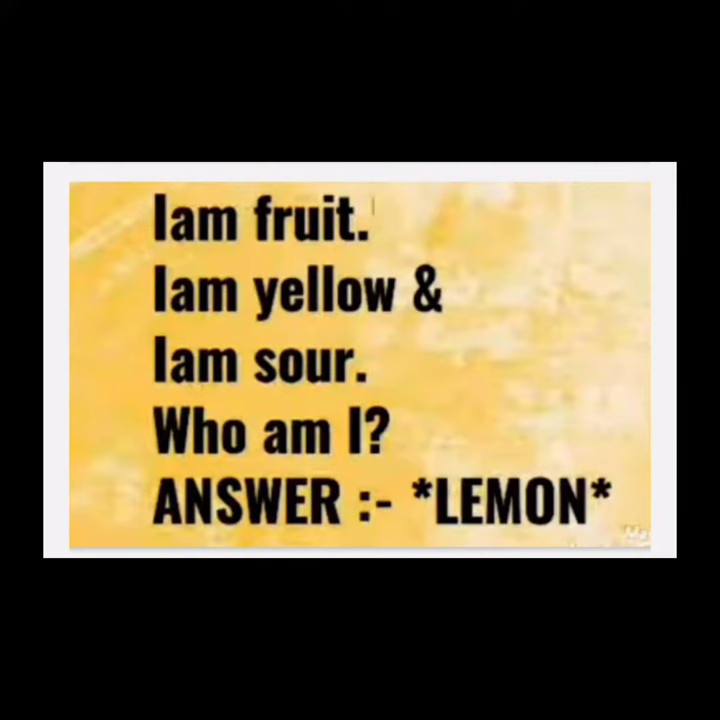 Iam fruit.
Iam yellow &
Iam sour.
Who am I?
ANSWER :- *LEMON*